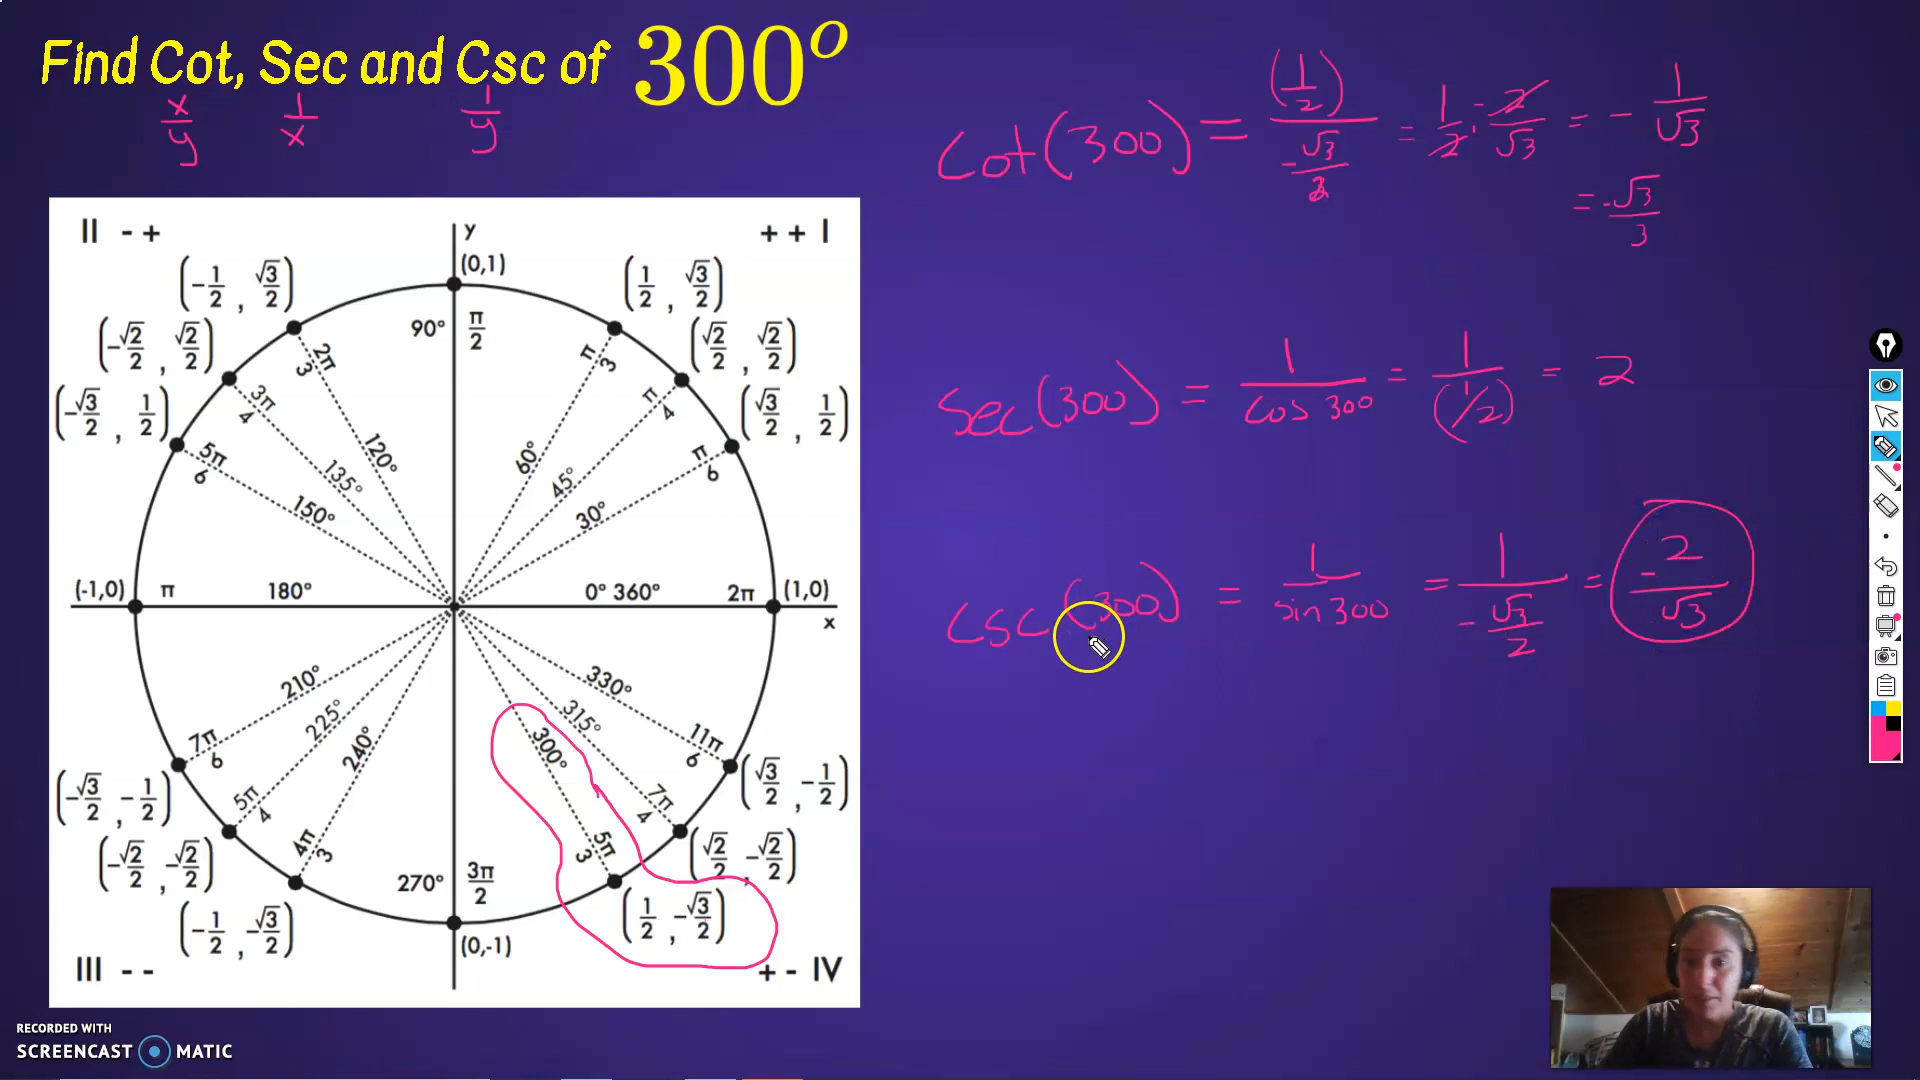 Find Cot, Sec and Csc of 300°
x/y 1/x 1/y
cot(300) = (1/2)/(-√3/2) = 1/2 · -2/√3 = - 1/√3
= -√3/3
sec(300) = 1/cos 300 = 1/(1/2) = 2
csc(300) = 1/sin 300 = 1/(-√3/2) = -2/√3
II - +
y
+ + I
(0,1)
(-1/2, √3/2)
(1/2, √3/2)
(-√2/2, √2/2)
90° π/2
(√2/2, √2/2)
2π/3
π/3
(-√3/2, 1/2)
3π/4
π/4
(√3/2, 1/2)
5π/6
120°
60°
π/6
135°
45°
150°
30°
(-1,0) π 180° 0° 360° 2π (1,0)
x
210°
330°
225°
315°
7π/6
240°
300°
11π/6
(-√3/2, -1/2)
5π/4
7π/4
(√3/2, -1/2)
4π/3
5π/3
(-√2/2, -√2/2)
270° 3π/2
(√2/2, -√2/2)
(-1/2, -√3/2)
(0,-1)
(1/2, -√3/2)
III - -
+ - IV
RECORDED WITH
SCREENCAST MATIC